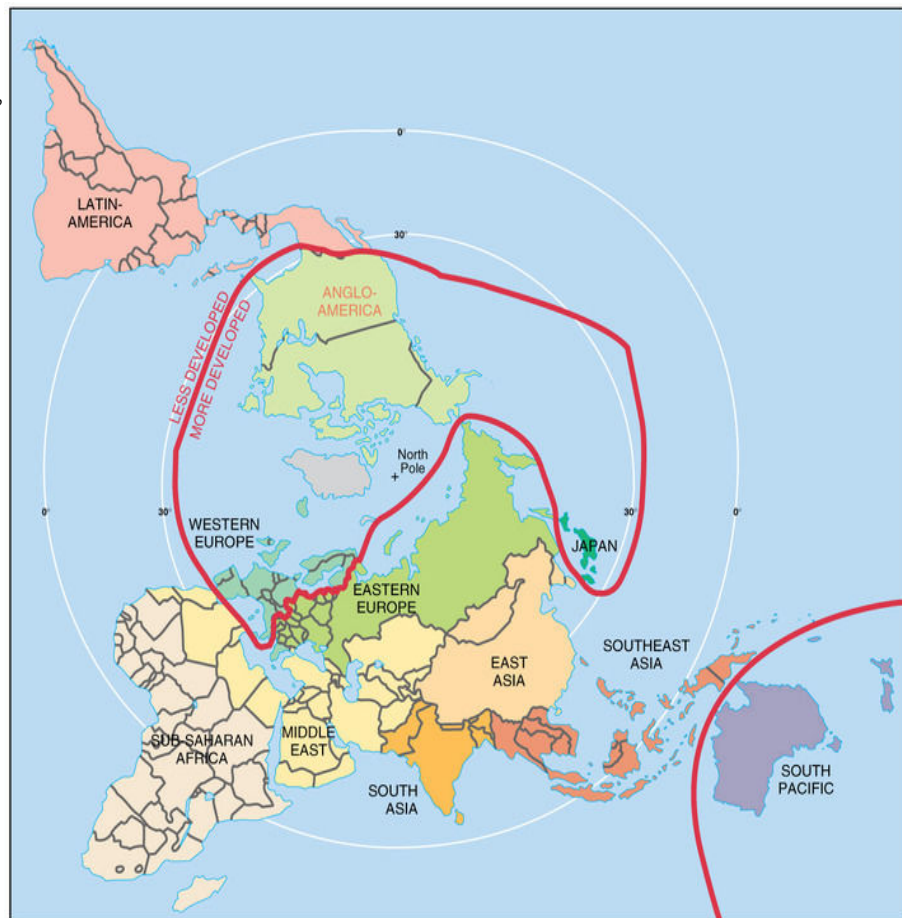 0°
LATIN-
AMERICA
30°
ANGLO-
AMERICA
LESS DEVELOPED
MORE DEVELOPED
North
Pole
0°
30°
30°
0°
WESTERN
EUROPE
JAPAN
EASTERN
EUROPE
SOUTHEAST
ASIA
EAST
ASIA
SUB-SAHARAN
AFRICA
MIDDLE
EAST
SOUTH
ASIA
SOUTH
PACIFIC